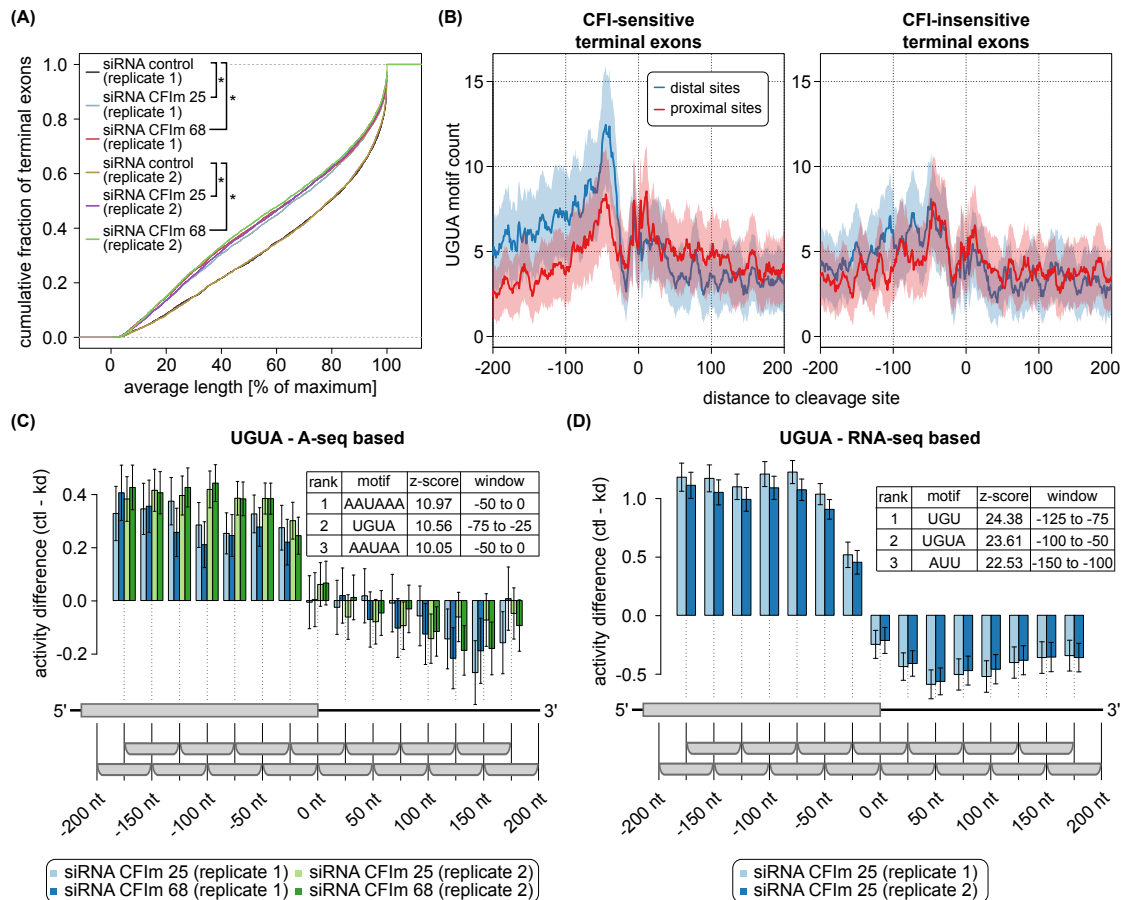 (A)
siRNA control
(replicate 1)
siRNA CFIm 25
(replicate 1)
siRNA CFIm 68
(replicate 1)
siRNA control
(replicate 2)
siRNA CFIm 25
(replicate 2)
siRNA CFIm 68
(replicate 2)
*
*
*
*
cumulative fraction of terminal exons
1.0
0.8
0.6
0.4
0.2
0.0
0 20 40 60 80 100
average length [% of maximum]
(B)
CFI-sensitive
terminal exons
CFI-insensitive
terminal exons
distal sites
proximal sites
UGUA motif count
15
10
5
0
-200 -100 0 100 200
15
10
5
0
-200 -100 0 100 200
distance to cleavage site
(C)
UGUA - A-seq based
activity difference (ctl - kd)
0.4
0.2
0.0
-0.2
rank motif z-score window
1 AAUAAA 10.97 -50 to 0
2 UGUA 10.56 -75 to -25
3 AAUAA 10.05 -50 to 0
5' 3'
-200 nt -150 nt -100 nt -50 nt 0 nt 50 nt 100 nt 150 nt 200 nt
siRNA CFIm 25 (replicate 1) siRNA CFIm 25 (replicate 2)
siRNA CFIm 68 (replicate 1) siRNA CFIm 68 (replicate 2)
(D)
UGUA - RNA-seq based
activity difference (ctl - kd)
1.0
0.5
0.0
-0.5
rank motif z-score window
1 UGU 24.38 -125 to -75
2 UGUA 23.61 -100 to -50
3 AUU 22.53 -150 to -100
5' 3'
-200 nt -150 nt -100 nt -50 nt 0 nt 50 nt 100 nt 150 nt 200 nt
siRNA CFIm 25 (replicate 1)
siRNA CFIm 25 (replicate 2)